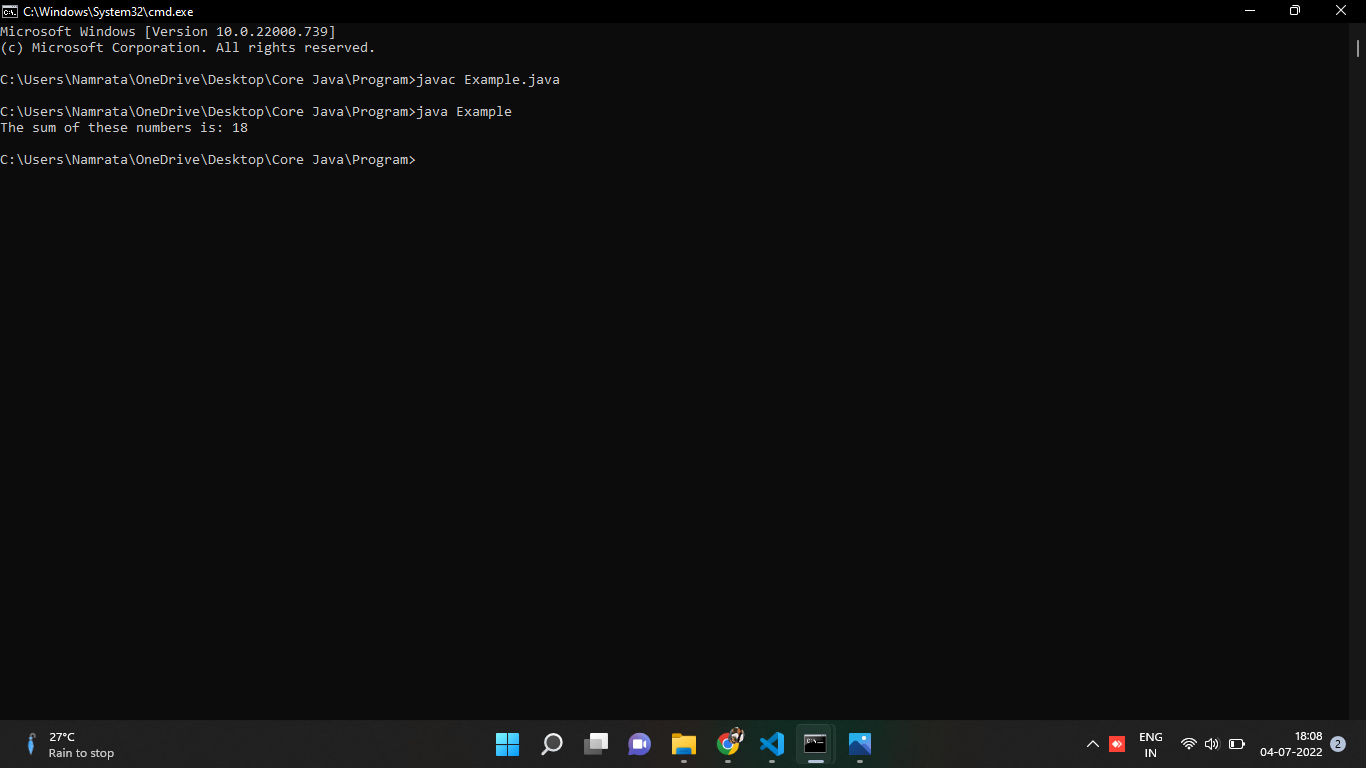 C:\Windows\System32\cmd.exe
Microsoft Windows [Version 10.0.22000.739]
(c) Microsoft Corporation. All rights reserved.
C:\Users\Namrata\OneDrive\Desktop\Core Java\Program>javac Example.java
C:\Users\Namrata\OneDrive\Desktop\Core Java\Program>java Example
The sum of these numbers is: 18
C:\Users\Namrata\OneDrive\Desktop\Core Java\Program>
27°C
Rain to stop
ENG
IN
18:08
04-07-2022
2